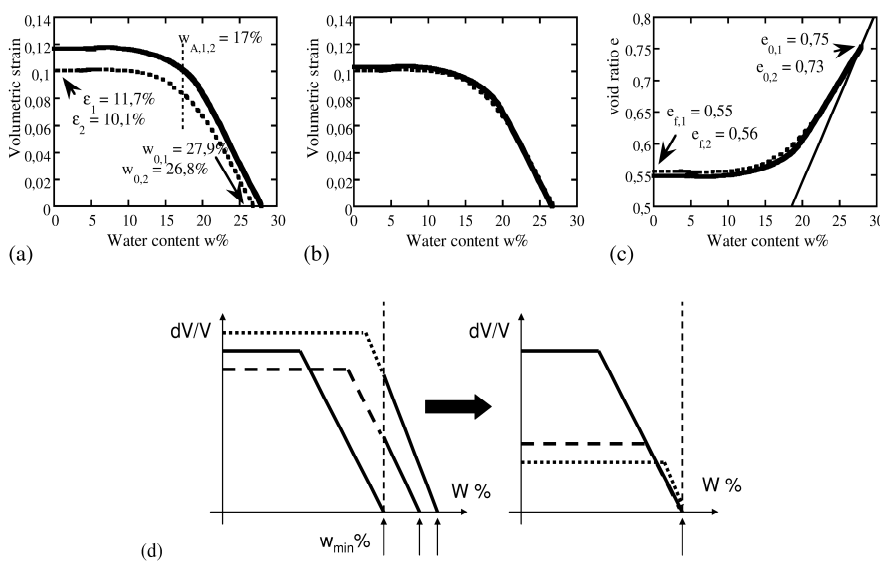 0,14
0,12
0,1
0,08
0,06
0,04
0,02
0
Volumetric strain
w_A,1,2 = 17%
ε_1 = 11,7%
ε_2 = 10,1%
w_0,1 = 27,9%
w_0,2 = 26,8%
0 5 10 15 20 25 30
Water content w%
(a)
0,14
0,12
0,1
0,08
0,06
0,04
0,02
0
Volumetric strain
0 5 10 15 20 25 30
Water content w%
(b)
0,8
0,75
0,7
0,65
0,6
0,55
0,5
void ratio e
e_0,1 = 0,75
e_0,2 = 0,73
e_f,1 = 0,55
e_f,2 = 0,56
0 5 10 15 20 25 30
Water content w%
(c)
dV/V
W %
w_min%
dV/V
W %
(d)